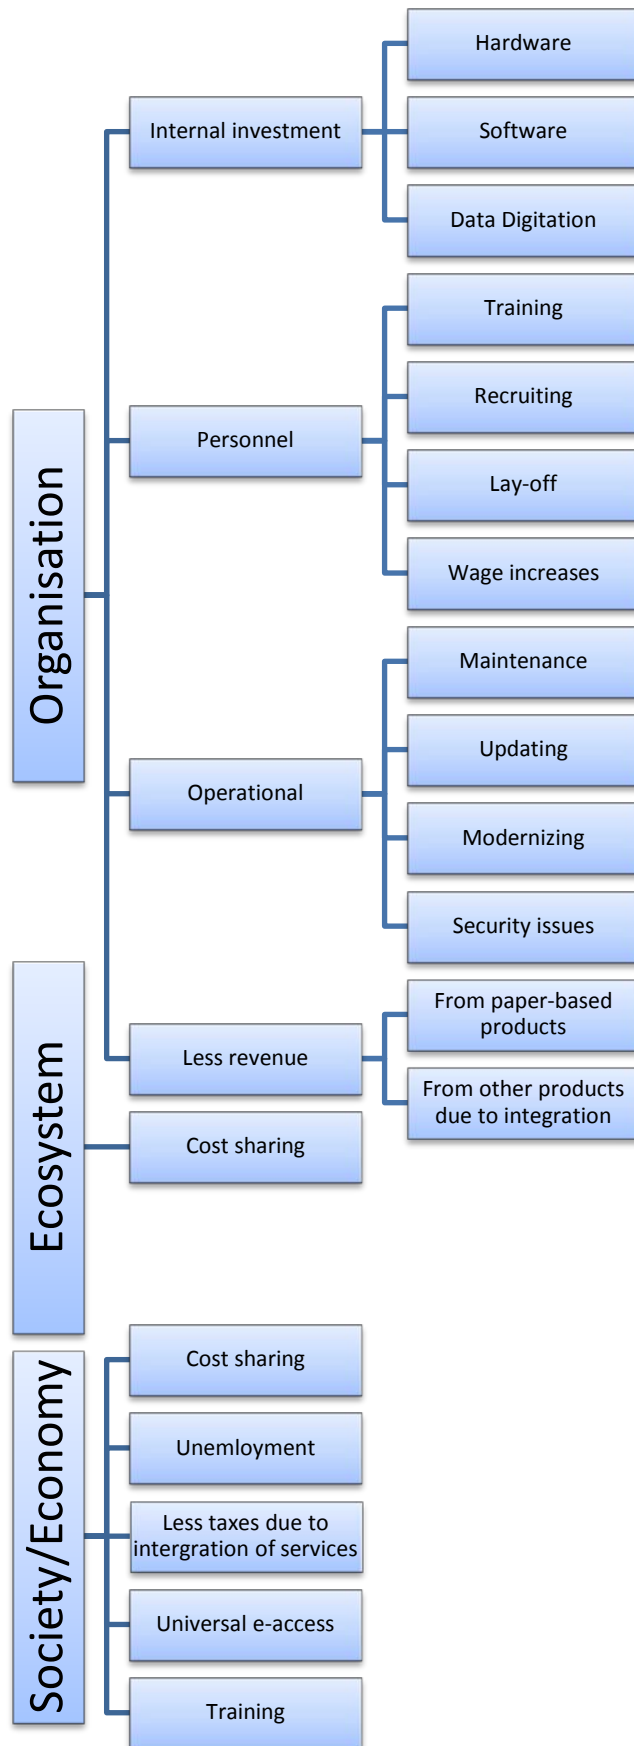 Organisation
Internal investment
Hardware
Software
Data Digitation
Personnel
Training
Recruiting
Lay-off
Wage increases
Operational
Maintenance
Updating
Modernizing
Security issues
Less revenue
From paper-based
products
From other products
due to integration
Ecosystem
Cost sharing
Society/Economy
Cost sharing
Unemloyment
Less taxes due to
intergration of services
Universal e-access
Training